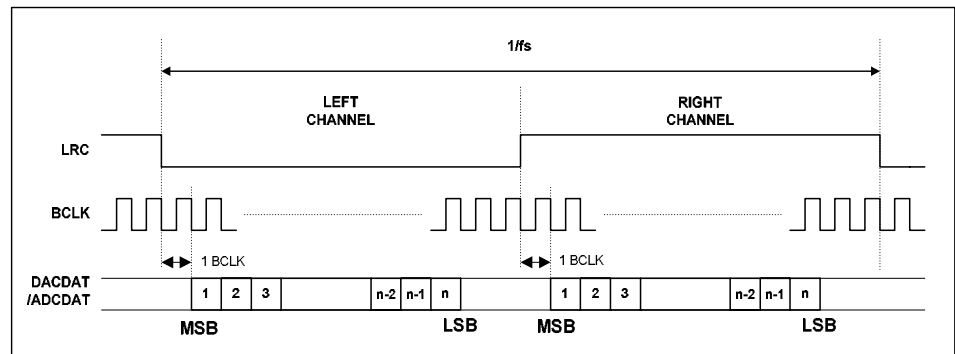 1/fs
LEFT
CHANNEL
RIGHT
CHANNEL
LRC
BCLK
1 BCLK
1 BCLK
DACDAT
/ADCDAT
1 2 3 n-2 n-1 n 1 2 3 n-2 n-1 n
MSB LSB MSB LSB